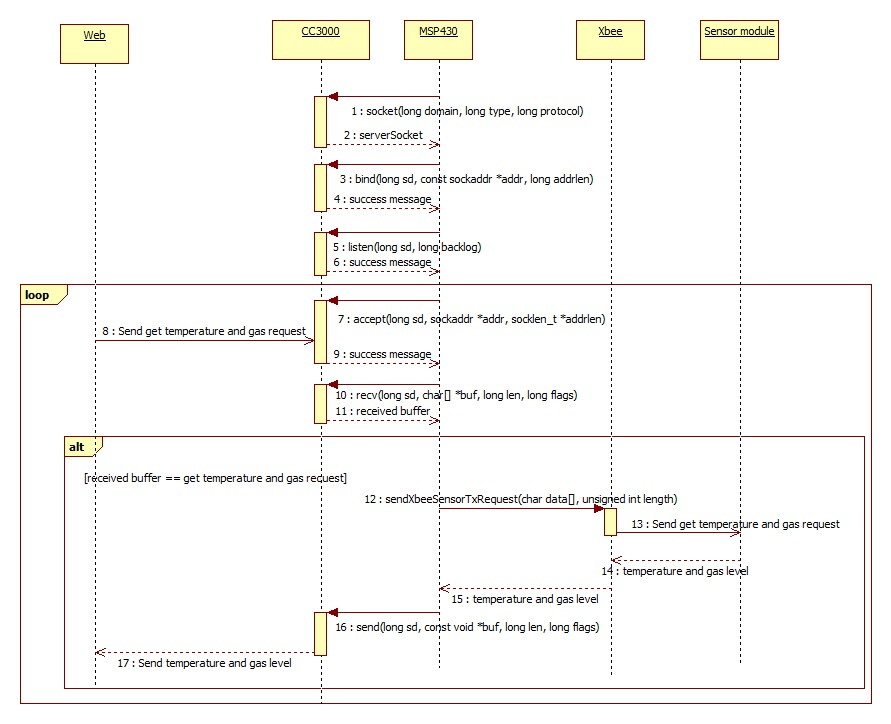 Web
CC3000
MSP430
Xbee
Sensor module
1 : socket(long domain, long type, long protocol)
2 : serverSocket
3 : bind(long sd, const sockaddr *addr, long addrlen)
4 : success message
5 : listen(long sd, long backlog)
6 : success message
loop
7 : accept(long sd, sockaddr *addr, socklen_t *addrlen)
8 : Send get temperature and gas request
9 : success message
10 : recv(long sd, char[] *buf, long len, long flags)
11 : received buffer
alt
[received buffer == get temperature and gas recuest]
12 : sendXbeeSensorTxRequest(char data[], unsigned int length)
13 : Send get temperature and gas request
14 : temperature and gas level
15 : temperature and gas level
16 : send(long sd, const void *buf, long len, long flags)
17 : Send temperature and gas level